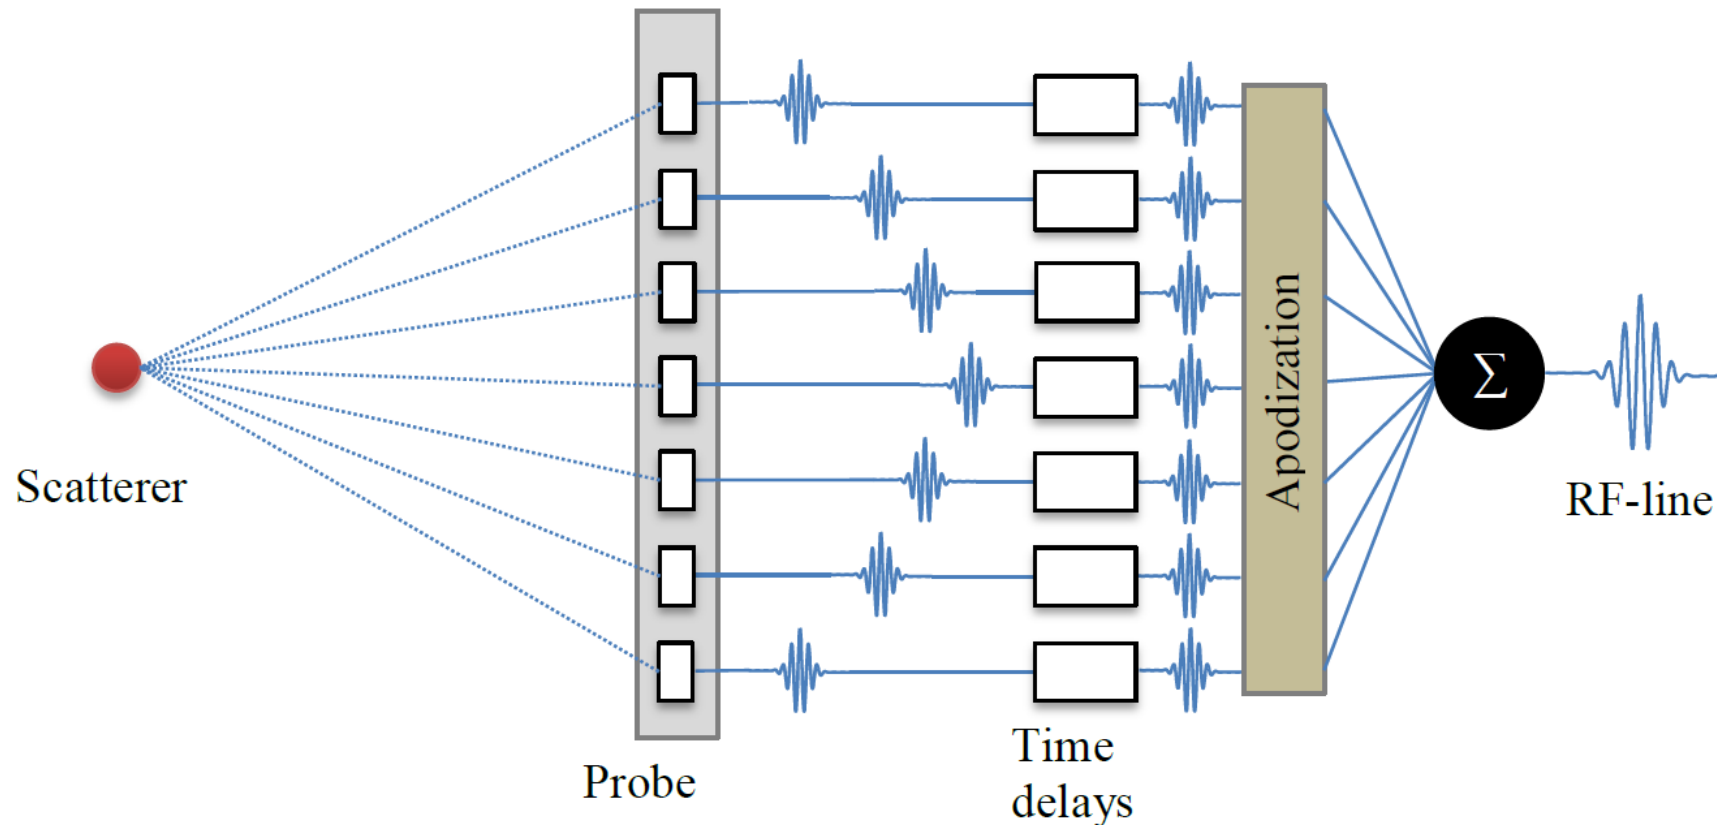 Scatterer
Probe
Time
delays
Apodization
Σ
RF-line